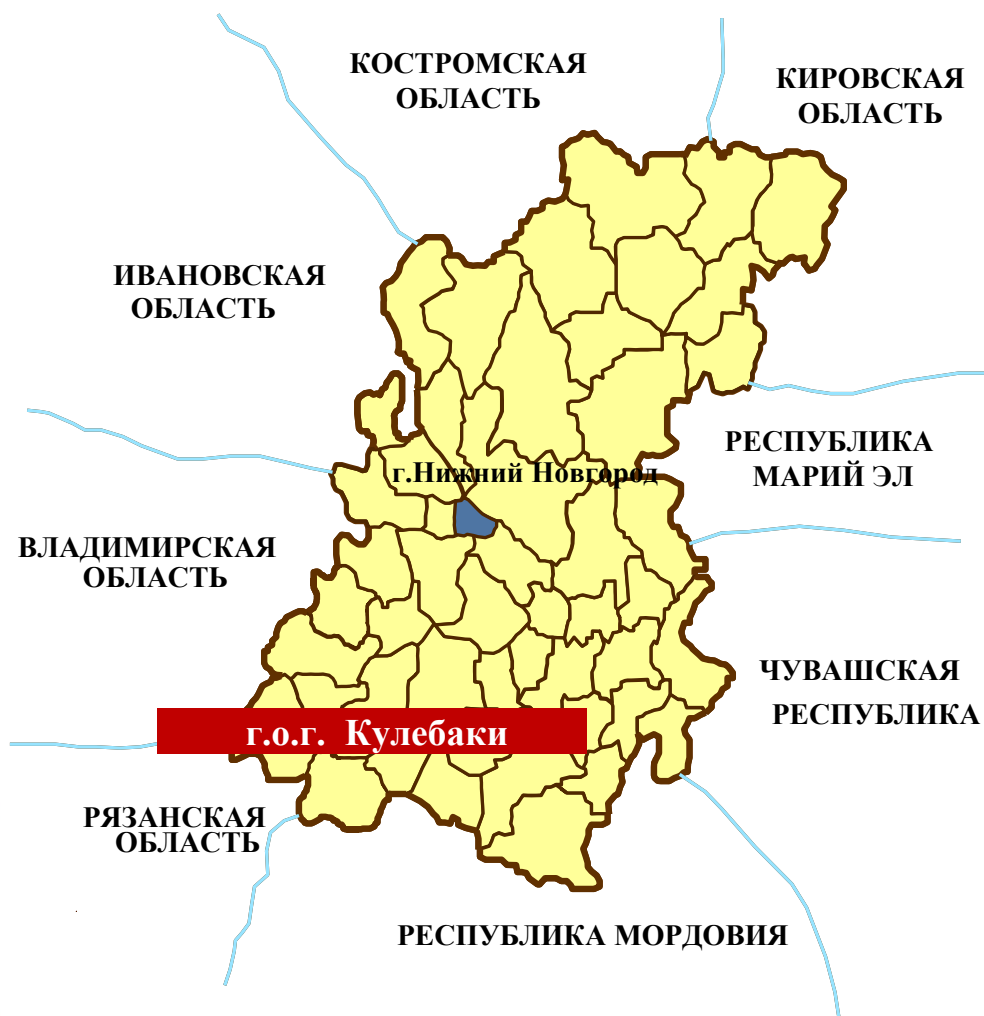 КОСТРОМСКАЯ
ОБЛАСТЬ
КИРОВСКАЯ
ОБЛАСТЬ
ИВАНОВСКАЯ
ОБЛАСТЬ
РЕСПУБЛИКА
МАРИЙ ЭЛ
г.Нижний Новгород
ВЛАДИМИРСКАЯ
ОБЛАСТЬ
ЧУВАШСКАЯ
РЕСПУБЛИКА
г.о.г. Кулебаки
РЯЗАНСКАЯ
ОБЛАСТЬ
РЕСПУБЛИКА МОРДОВИЯ